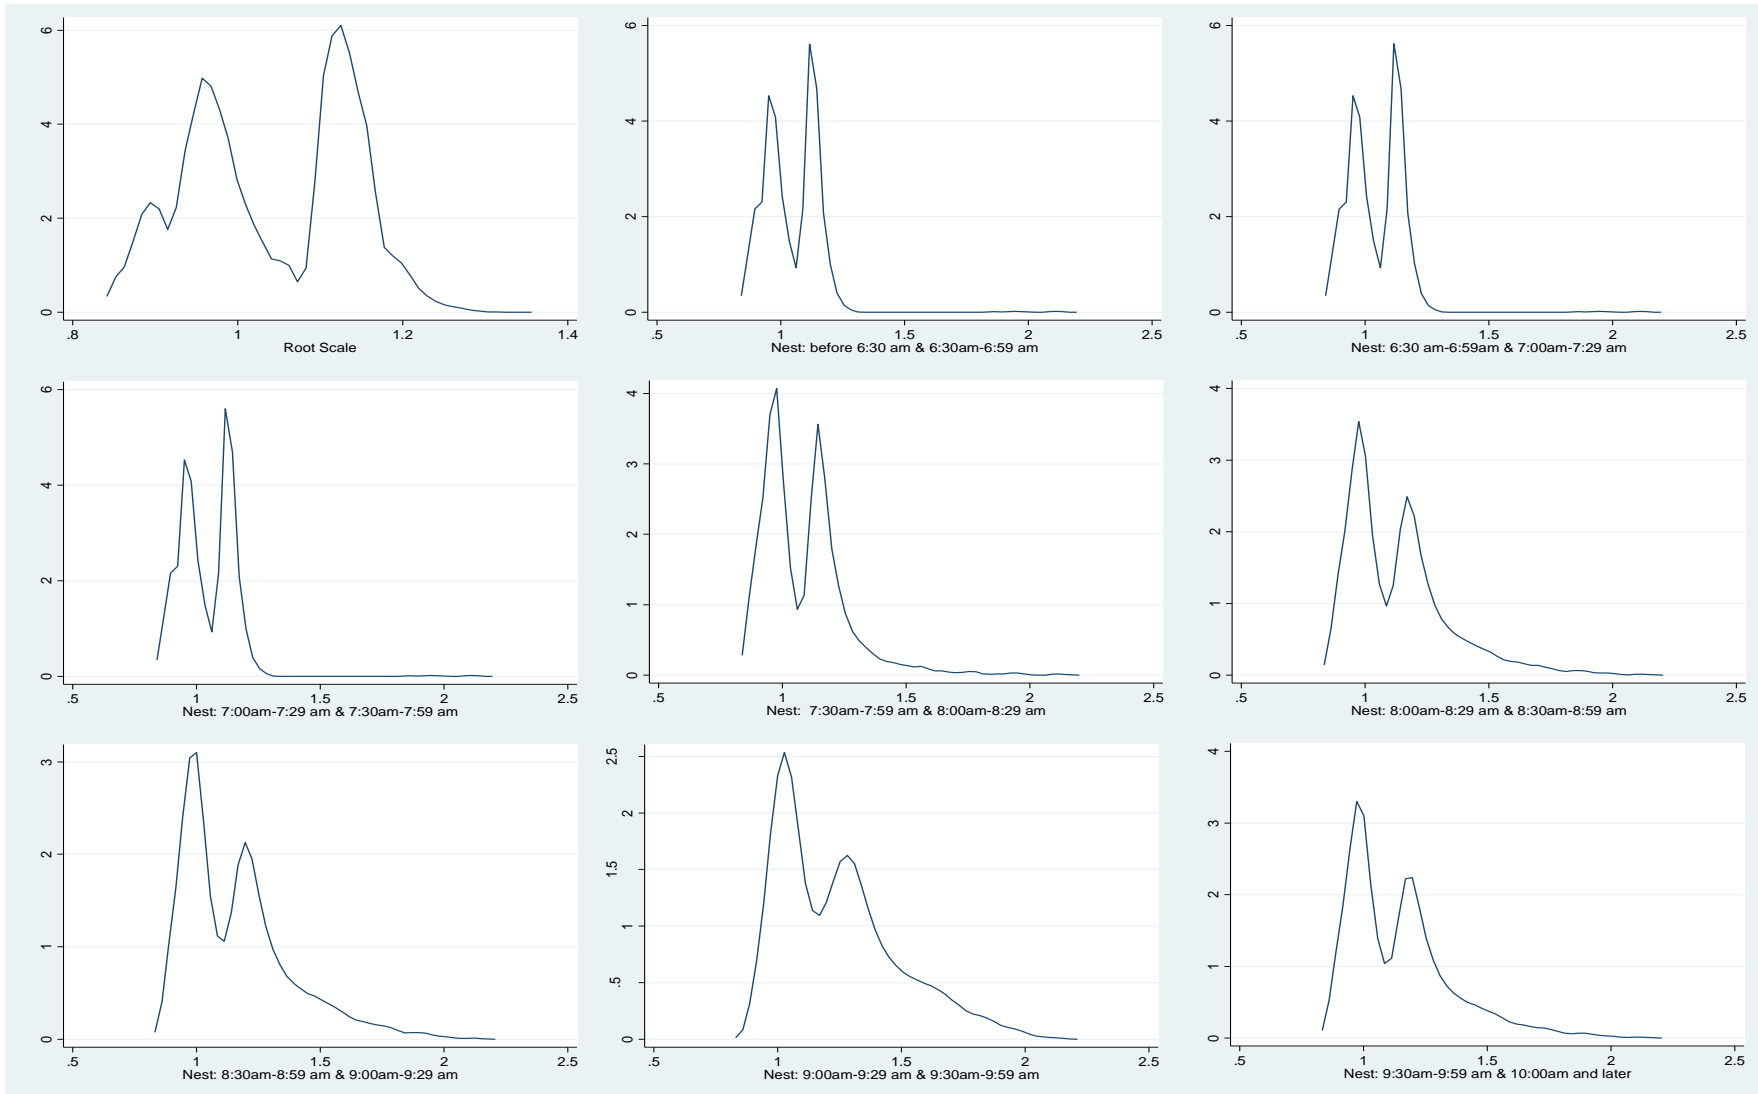 6
4
2
0
.8 1 1.2 1.4
Root Scale
6
4
2
0
.5 1 1.5 2 2.5
Nest: before 6:30 am & 6:30am-6:59 am
6
4
2
0
.5 1 1.5 2 2.5
Nest: 6:30 am-6:59am & 7:00am-7:29 am
6
4
2
0
.5 1 1.5 2 2.5
Nest: 7:00am-7:29 am & 7:30am-7:59 am
4
3
2
1
0
.5 1 1.5 2 2.5
Nest: 7:30am-7:59 am & 8:00am-8:29 am
4
3
2
1
0
.5 1 1.5 2 2.5
Nest: 8:00am-8:29 am & 8:30am-8:59 am
3
2
1
0
.5 1 1.5 2 2.5
Nest: 8:30am-8:59 am & 9:00am-9:29 am
2.5
2
1.5
1
.5
0
.5 1 1.5 2 2.5
Nest: 9:00am-9:29 am & 9:30am-9:59 am
4
3
2
1
0
.5 1 1.5 2 2.5
Nest: 9:30am-9:59 am & 10:00am and later